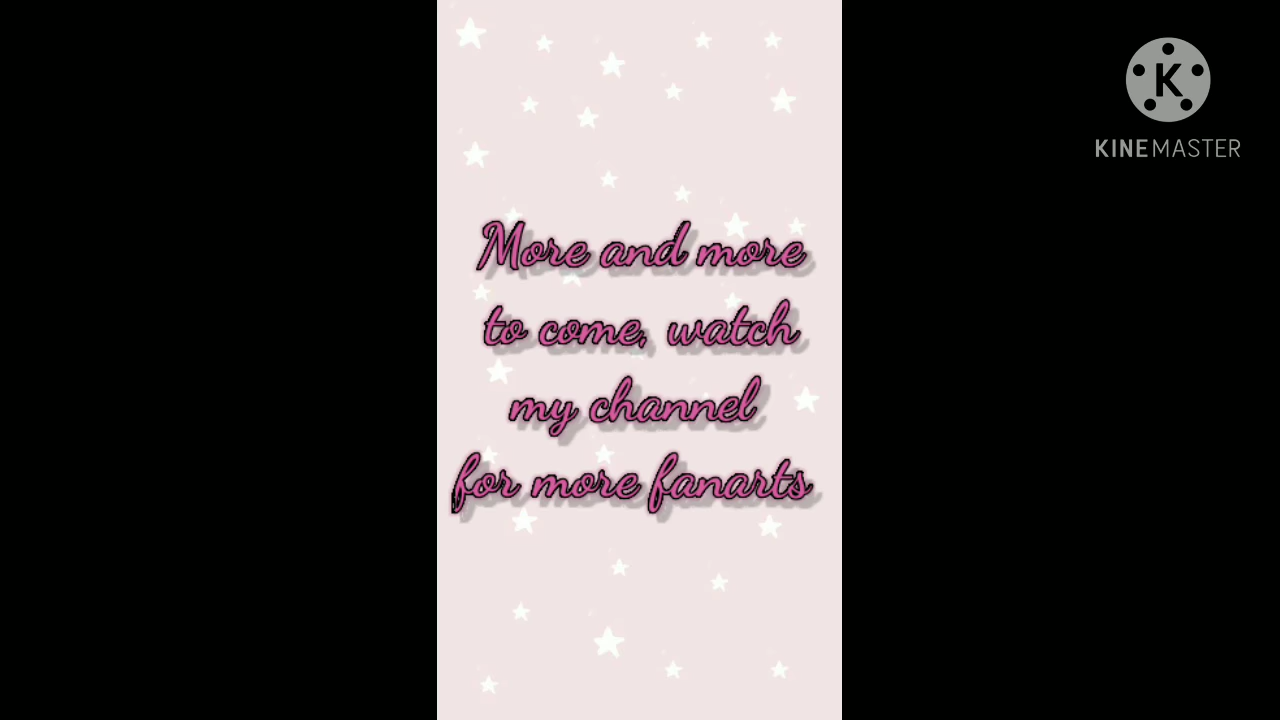 More and more
to come, watch
my channel
for more fanarts
K
KINEMASTER